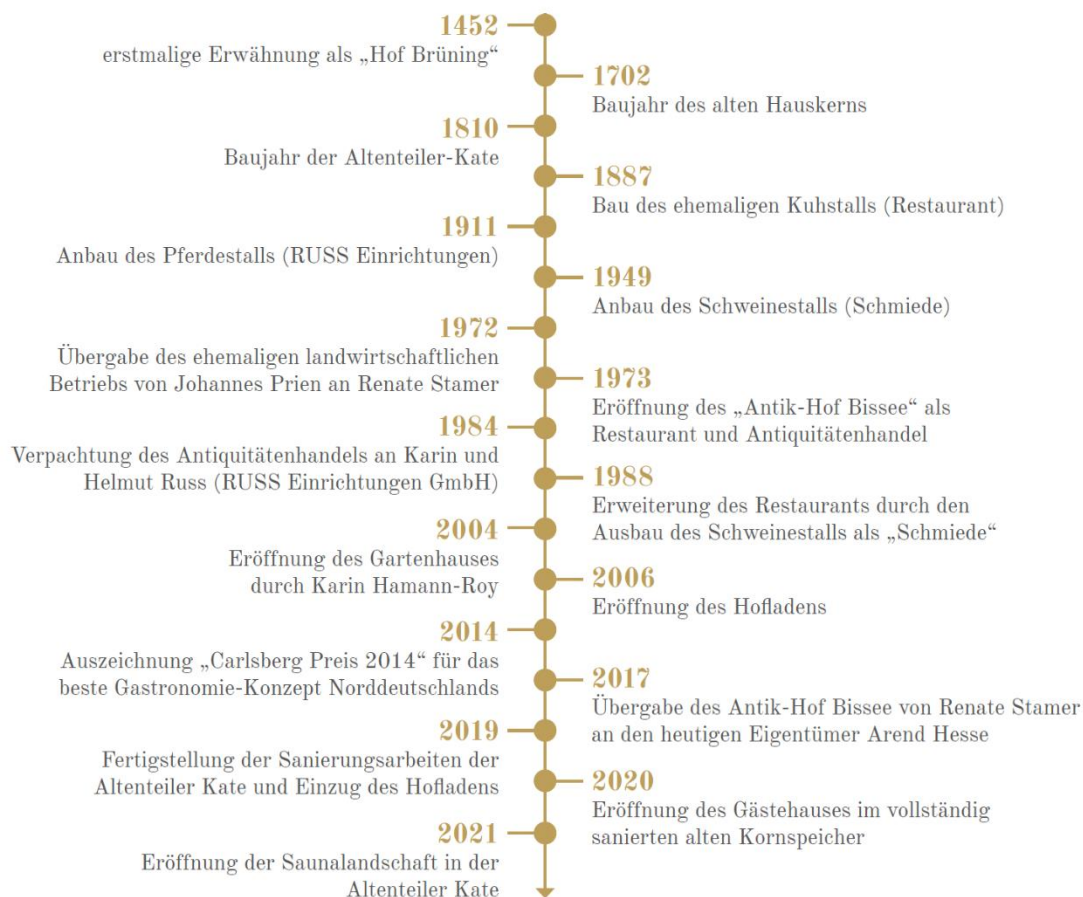 1452
erstmalige Erwähnung als „Hof Brüning“
1702
Baujahr des alten Hauskerns
1810
Baujahr der Altenteiler-Kate
1887
Bau des ehemaligen Kuhstalls (Restaurant)
1911
Anbau des Pferdestalls (RUSS Einrichtungen)
1949
Anbau des Schweinestalls (Schmiede)
1972
Übergabe des ehemaligen landwirtschaftlichen
Betriebs von Johannes Prien an Renate Stamer
1973
Eröffnung des „Antik-Hof Bissee“ als
Restaurant und Antiquitätenhandel
1984
Verpachtung des Antiquitätenhandels an Karin und
Helmut Russ (RUSS Einrichtungen GmbH)
1988
Erweiterung des Restaurants durch den
Ausbau des Schweinestalls als „Schmiede“
2004
Eröffnung des Gartenhauses
durch Karin Hamann-Roy
2006
Eröffnung des Hofladens
2014
Auszeichnung „Carlsberg Preis 2014“ für das
beste Gastronomie-Konzept Norddeutschlands
2017
Übergabe des Antik-Hof Bissee von Renate Stamer
an den heutigen Eigentümer Arend Hesse
2019
Fertigstellung der Sanierungsarbeiten der
Altenteiler Kate und Einzug des Hofladens
2020
Eröffnung des Gästehauses im vollständig
sanierten alten Kornspeicher
2021
Eröffnung der Saunalandschaft in der
Altenteiler Kate